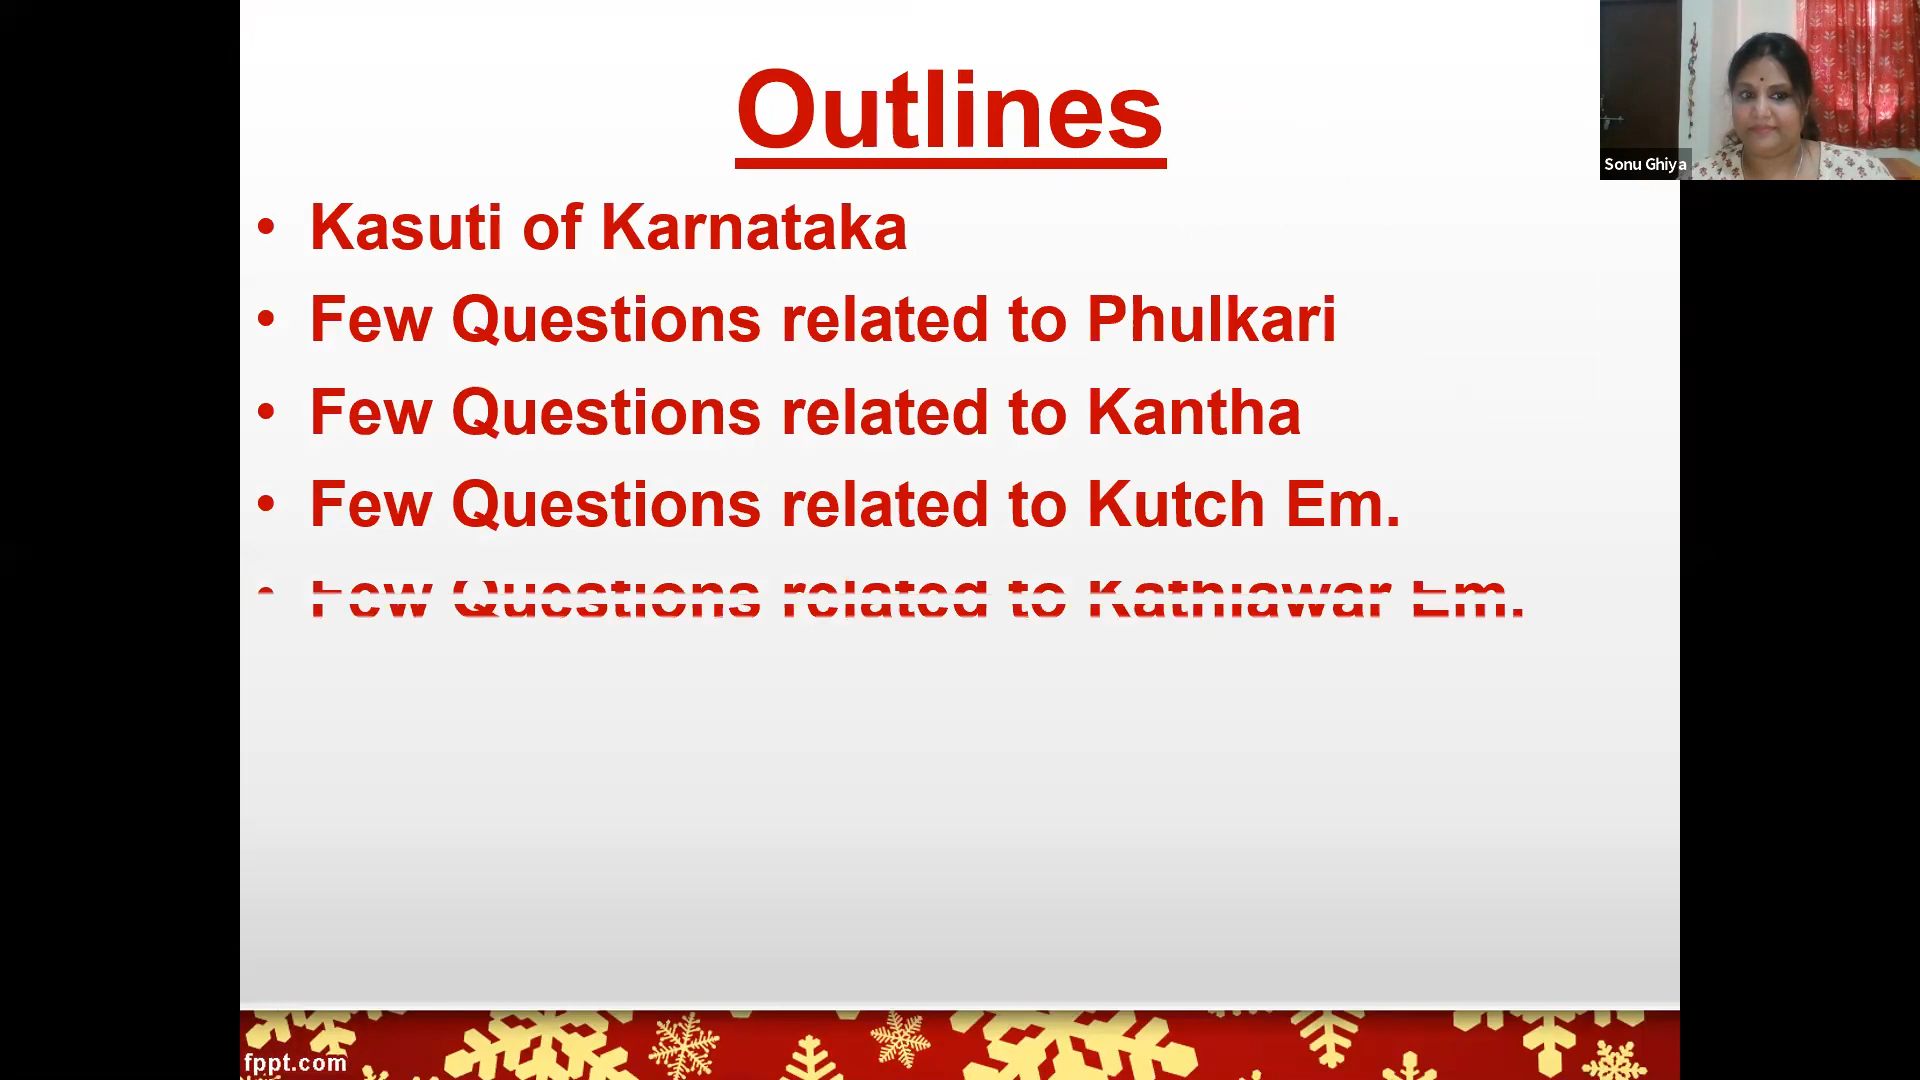 Outlines
• Kasuti of Karnataka
• Few Questions related to Phulkari
• Few Questions related to Kantha
• Few Questions related to Kutch Em.
• Few Questions related to Kathiawar Em.
Sonu Ghiya
fppt.com